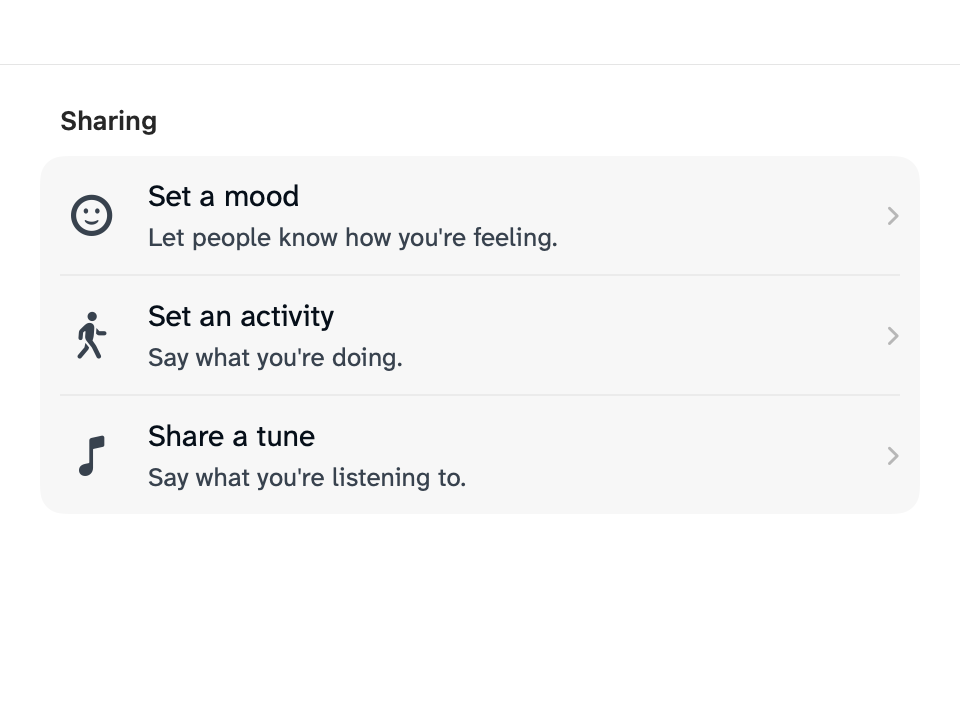 Sharing
Set a mood
Let people know how you're feeling.
Set an activity
Say what you're doing.
Share a tune
Say what you're listening to.